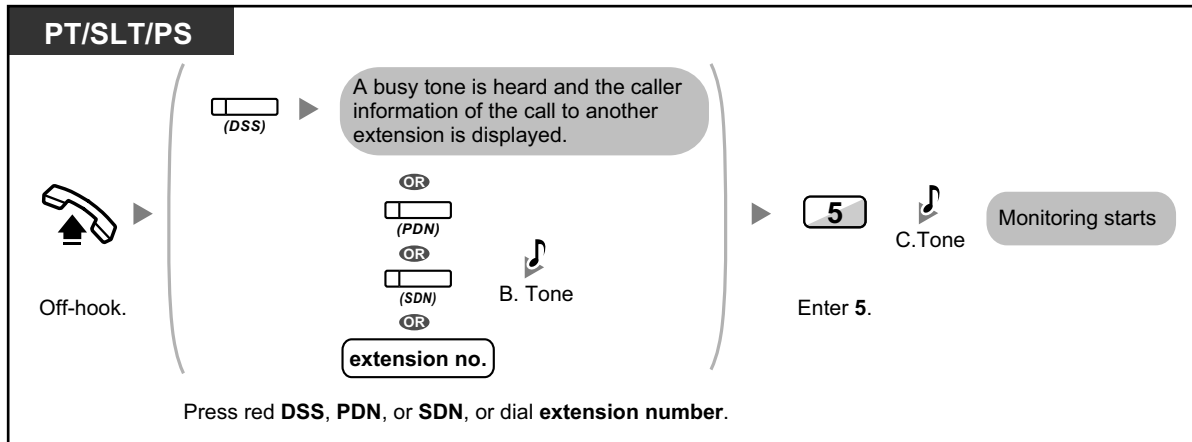 PT/SLT/PS
(DSS)
A busy tone is heard and the caller
information of the call to another
extension is displayed.
OR
(PDN)
OR
(SDN)
B. Tone
OR
extension no.
5
C.Tone
Monitoring starts
Off-hook.
Enter 5.
Press red DSS, PDN, or SDN, or dial extension number.